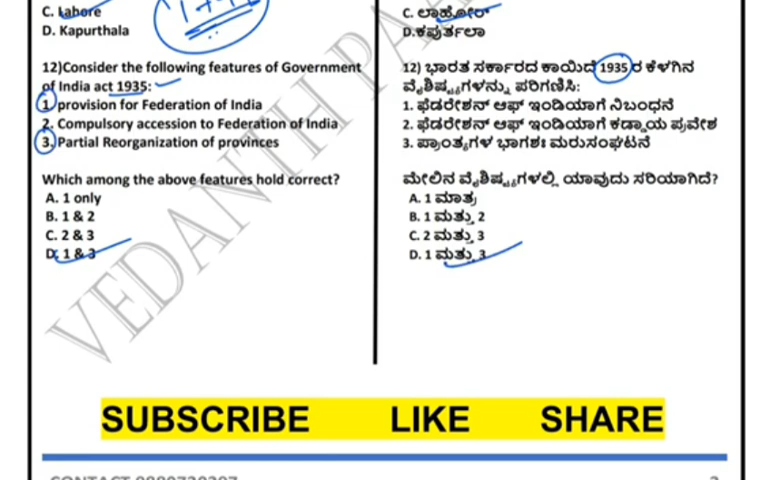 C. Lahore
D. Kapurthala
12)Consider the following features of Government
of India act 1935:
1. provision for Federation of India
2. Compulsory accession to Federation of India
3. Partial Reorganization of provinces
Which among the above features hold correct?
A. 1 only
B. 1 & 2
C. 2 & 3
D. 1 & 3
C. ಲಾಹೋರ್
D.ಕಪುರ್ತಲಾ
12) ಭಾರತ ಸರ್ಕಾರದ ಕಾಯಿದೆ 1935 ರ ಕೆಳಗಿನ
ವೈಶಿಷ್ಟ್ಯಗಳನ್ನು ಪರಿಗಣಿಸಿ:
1. ಫೆಡರೇಶನ್ ಆಫ್ ಇಂಡಿಯಾಗೆ ನಿಬಂಧನೆ
2. ಫೆಡರೇಶನ್ ಆಫ್ ಇಂಡಿಯಾಗೆ ಕಡ್ಡಾಯ ಪ್ರವೇಶ
3. ಪ್ರಾಂತ್ಯಗಳ ಭಾಗಶಃ ಮರುಸಂಘಟನೆ
ಮೇಲಿನ ವೈಶಿಷ್ಟ್ಯಗಳಲ್ಲಿ ಯಾವುದು ಸರಿಯಾಗಿದೆ?
A. 1 ಮಾತ್ರ
B. 1 ಮತ್ತು 2
C. 2 ಮತ್ತು 3
D. 1 ಮತ್ತು 3
SUBSCRIBE LIKE SHARE